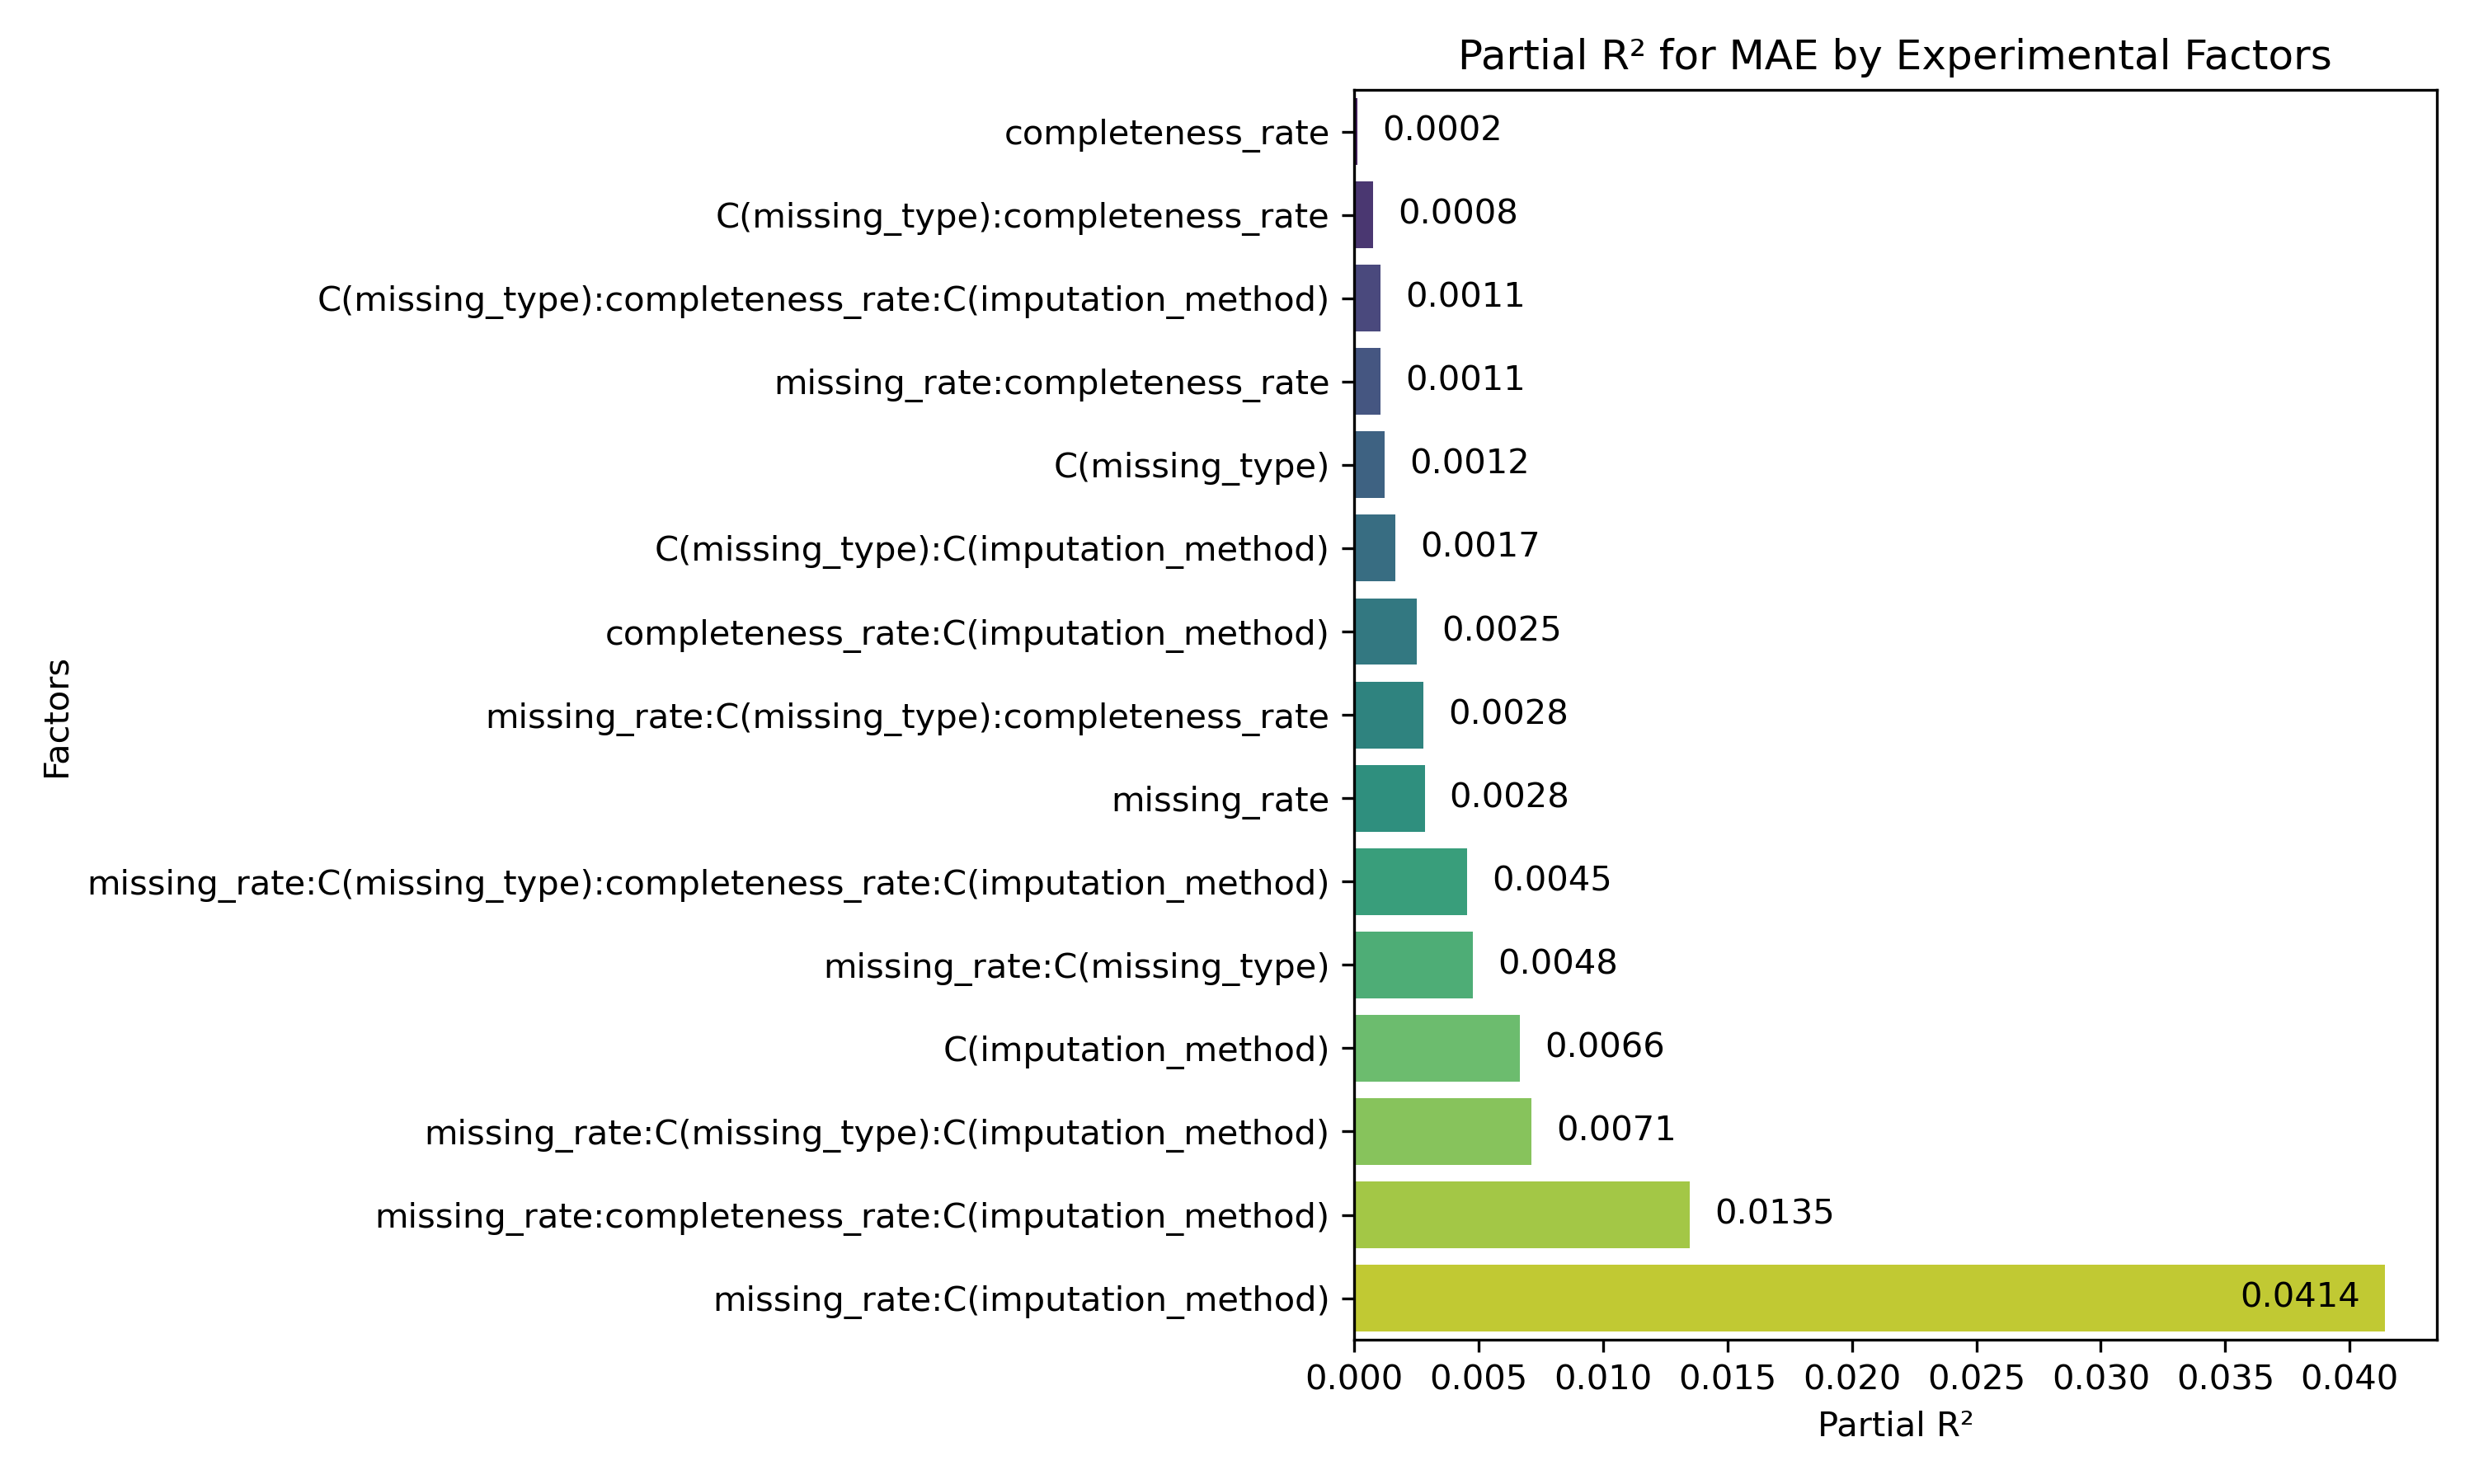 Partial R² for MAE by Experimental Factors
completeness_rate 0.0002
C(missing_type):completeness_rate 0.0008
C(missing_type):completeness_rate:C(imputation_method) 0.0011
missing_rate:completeness_rate 0.0011
C(missing_type) 0.0012
C(missing_type):C(imputation_method) 0.0017
completeness_rate:C(imputation_method) 0.0025
missing_rate:C(missing_type):completeness_rate 0.0028
missing_rate 0.0028
missing_rate:C(missing_type):completeness_rate:C(imputation_method) 0.0045
missing_rate:C(missing_type) 0.0048
C(imputation_method) 0.0066
missing_rate:C(missing_type):C(imputation_method) 0.0071
missing_rate:completeness_rate:C(imputation_method) 0.0135
missing_rate:C(imputation_method) 0.0414
Factors
0.000 0.005 0.010 0.015 0.020 0.025 0.030 0.035 0.040
Partial R²